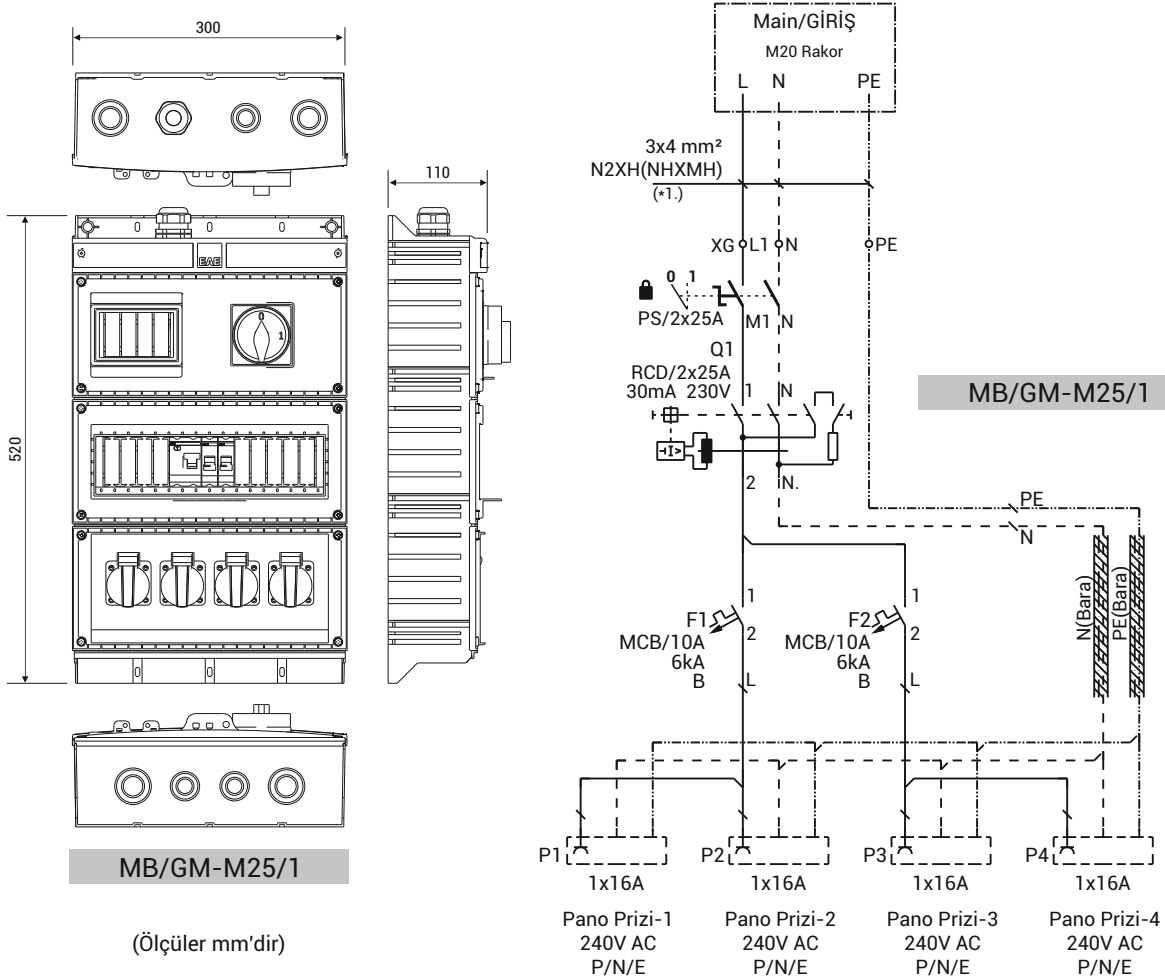 300
110
520
EAE
0
1
MB/GM-M25/1
(Ölçüler mm'dir)
Main/GİRİŞ
M20 Rakor
L N PE
3x4 mm²
N2XH(NHXMH)
(*1.)
XG L1 N PE
0 1
PS/2x25A M1 N
Q1
RCD/2x25A
30mA 230V 1 N
I>
2 N.
MB/GM-M25/1
PE
N
N(Bara)
PE(Bara)
F1 1
MCB/10A 2
6kA
B L
F2 1
MCB/10A 2
6kA
B L
P1 P2 P3 P4
1x16A 1x16A 1x16A 1x16A
Pano Prizi-1 Pano Prizi-2 Pano Prizi-3 Pano Prizi-4
240V AC 240V AC 240V AC 240V AC
P/N/E P/N/E P/N/E P/N/E